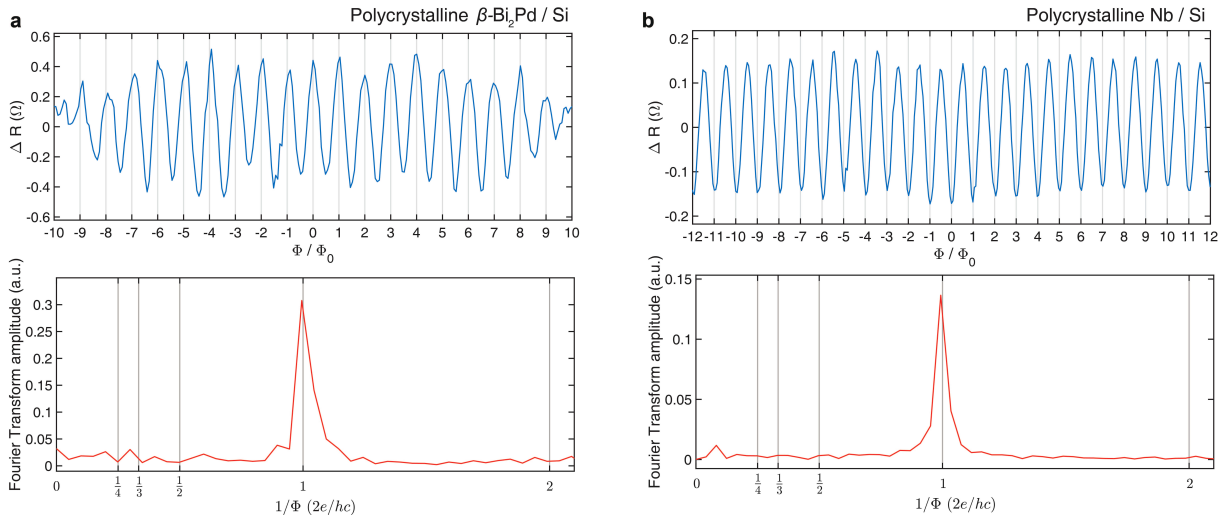 a
Polycrystalline β-Bi₂Pd / Si
Δ R (Ω)
0.6
0.4
0.2
0
-0.2
-0.4
-0.6
-10 -9 -8 -7 -6 -5 -4 -3 -2 -1 0 1 2 3 4 5 6 7 8 9 10
Φ / Φ₀
Fourier Transform amplitude (a.u.)
0.3
0.25
0.2
0.15
0.1
0.05
0
0 1/4 1/3 1/2 1 2
1/Φ (2e/hc)
b
Polycrystalline Nb / Si
Δ R (Ω)
0.2
0.1
0
-0.1
-0.2
-12 -11 -10 -9 -8 -7 -6 -5 -4 -3 -2 -1 0 1 2 3 4 5 6 7 8 9 10 11 12
Φ / Φ₀
Fourier Transform amplitude (a.u.)
0.15
0.1
0.05
0
0 1/4 1/3 1/2 1 2
1/Φ (2e/hc)